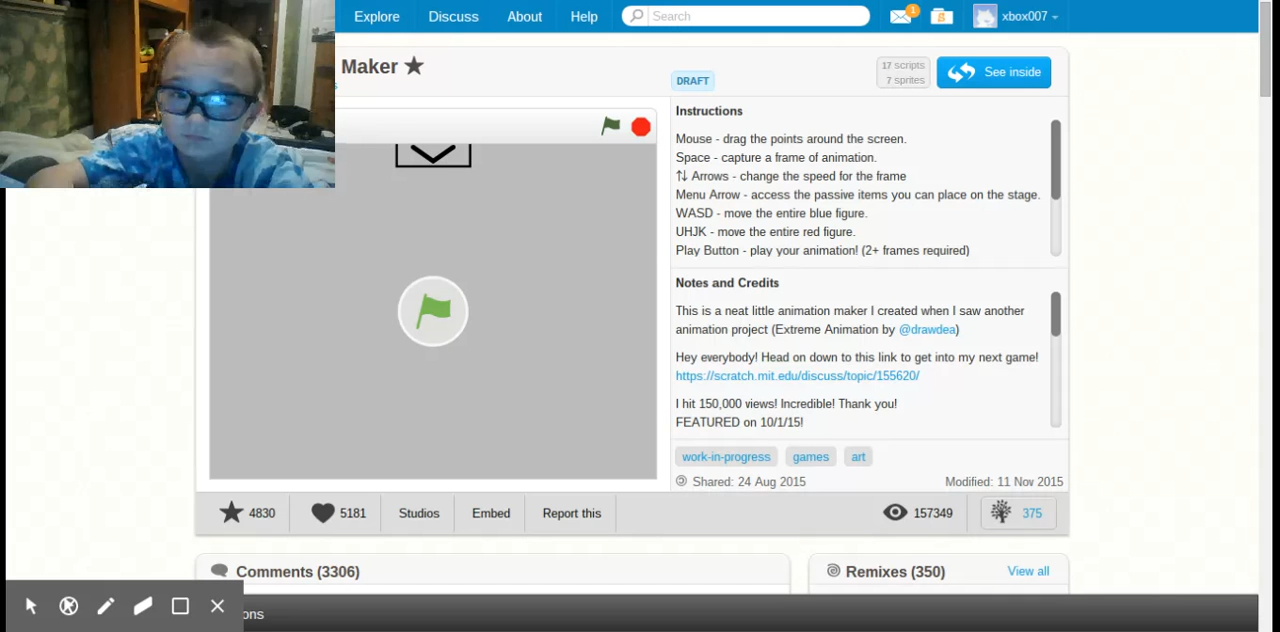 Explore Discuss About Help Search 1 xbox007
Maker ★
DRAFT
17 scripts
7 sprites
See inside
Instructions
Mouse - drag the points around the screen.
Space - capture a frame of animation.
⇅ Arrows - change the speed for the frame
Menu Arrow - access the passive items you can place on the stage.
WASD - move the entire blue figure.
UHJK - move the entire red figure.
Play Button - play your animation! (2+ frames required)
Notes and Credits
This is a neat little animation maker I created when I saw another
animation project (Extreme Animation by @drawdea)
Hey everybody! Head on down to this link to get into my next game!
https://scratch.mit.edu/discuss/topic/155620/
I hit 150,000 views! Incredible! Thank you!
FEATURED on 10/1/15!
work-in-progress games art
Shared: 24 Aug 2015 Modified: 11 Nov 2015
4830 5181 Studios Embed Report this 157349 375
Comments (3306)
Remixes (350) View all
ons